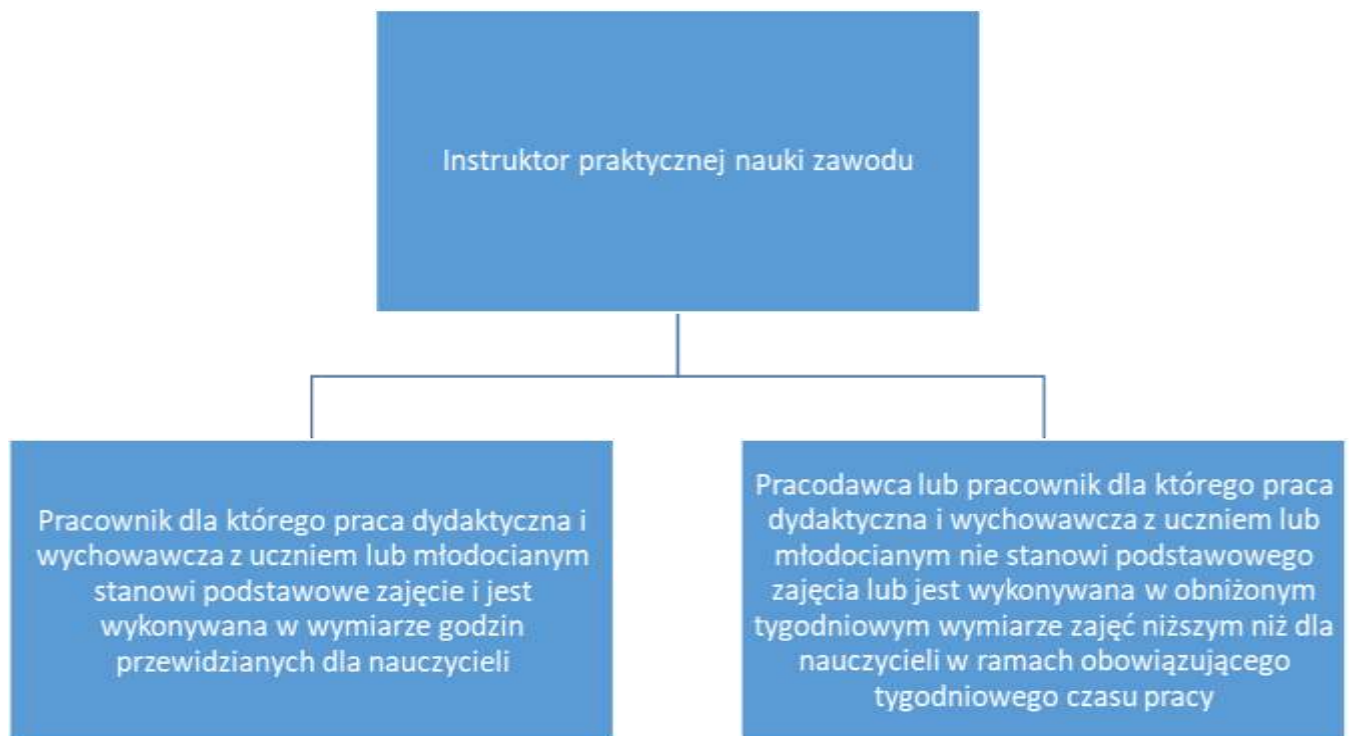 Instruktor praktycznej nauki zawodu
Pracownik dla którego praca dydaktyczna i
wychowawcza z uczniem lub młodocianym
stanowi podstawowe zajęcie i jest
wykonywana w wymiarze godzin
przewidzianych dla nauczycieli
Pracodawca lub pracownik dla którego praca
dydaktyczna i wychowawcza z uczniem lub
młodocianym nie stanowi podstawowego
zajęcia lub jest wykonywana w obniżonym
tygodniowym wymiarze zajęć niższym niż dla
nauczycieli w ramach obowiązującego
tygodniowego czasu pracy